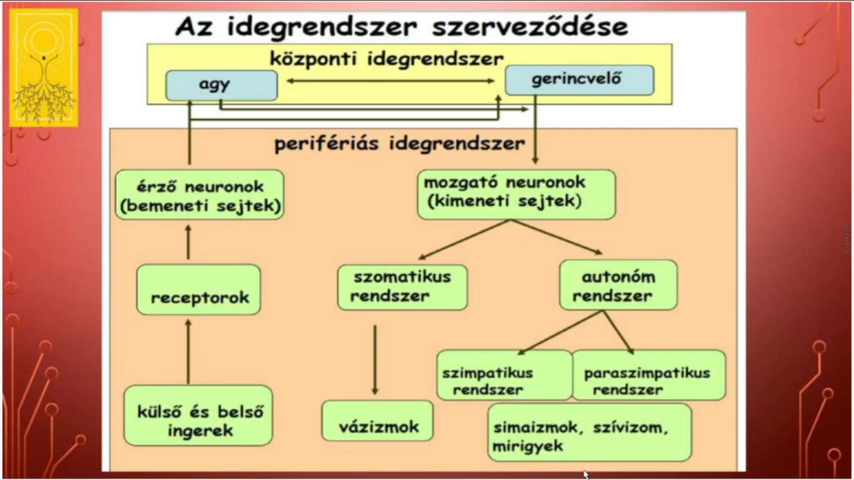 Az idegrendszer szerveződése
központi idegrendszer
agy
gerincvelő
perifériás idegrendszer
érző neuronok
(bemeneti sejtek)
mozgató neuronok
(kimeneti sejtek)
receptorok
szomatikus
rendszer
autonóm
rendszer
szimpatikus
rendszer
paraszimpatikus
rendszer
külső és belső
ingerek
vázizmok
simaizmok, szívizom,
mirigyek